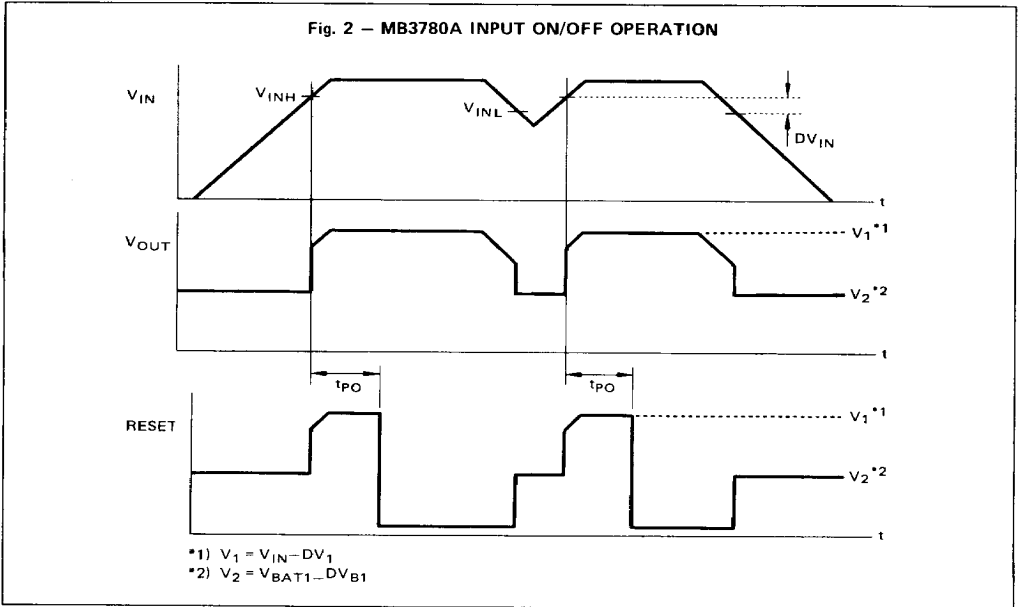 Fig. 2 — MB3780A INPUT ON/OFF OPERATION
VIN
VINH
VINL
DVIN
t
VOUT
V1*1
V2*2
t
tPO
tPO
RESET
V1*1
V2*2
t
*1) V1 = VIN–DV1
*2) V2 = VBAT1–DVB1